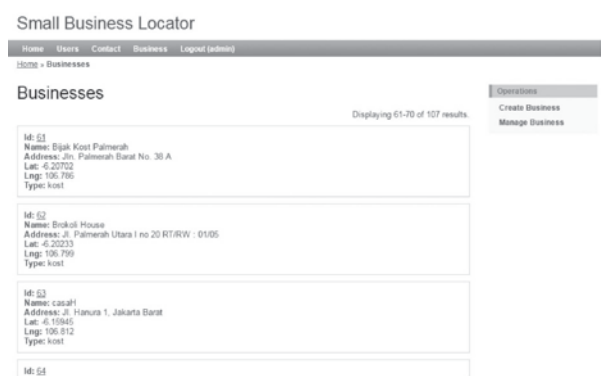 Small Business Locator
Home Users Contact Business Logout (admin)
Home » Businesses
Businesses
Displaying 61-70 of 107 results.
Id: 61
Name: Bijak Kost Palmerah
Address: Jln. Palmerah Barat No. 38 A
Lat: -6.20702
Lng: 106.786
Type: kost
Id: 62
Name: Brokoli House
Address: Jl. Palmerah Utara I no 20 RT/RW : 01/05
Lat: -6.20233
Lng: 106.799
Type: kost
Id: 63
Name: casaH
Address: Jl. Hanura 1, Jakarta Barat
Lat: -6.15945
Lng: 106.812
Type: kost
Id: 64
Operations
Create Business
Manage Business